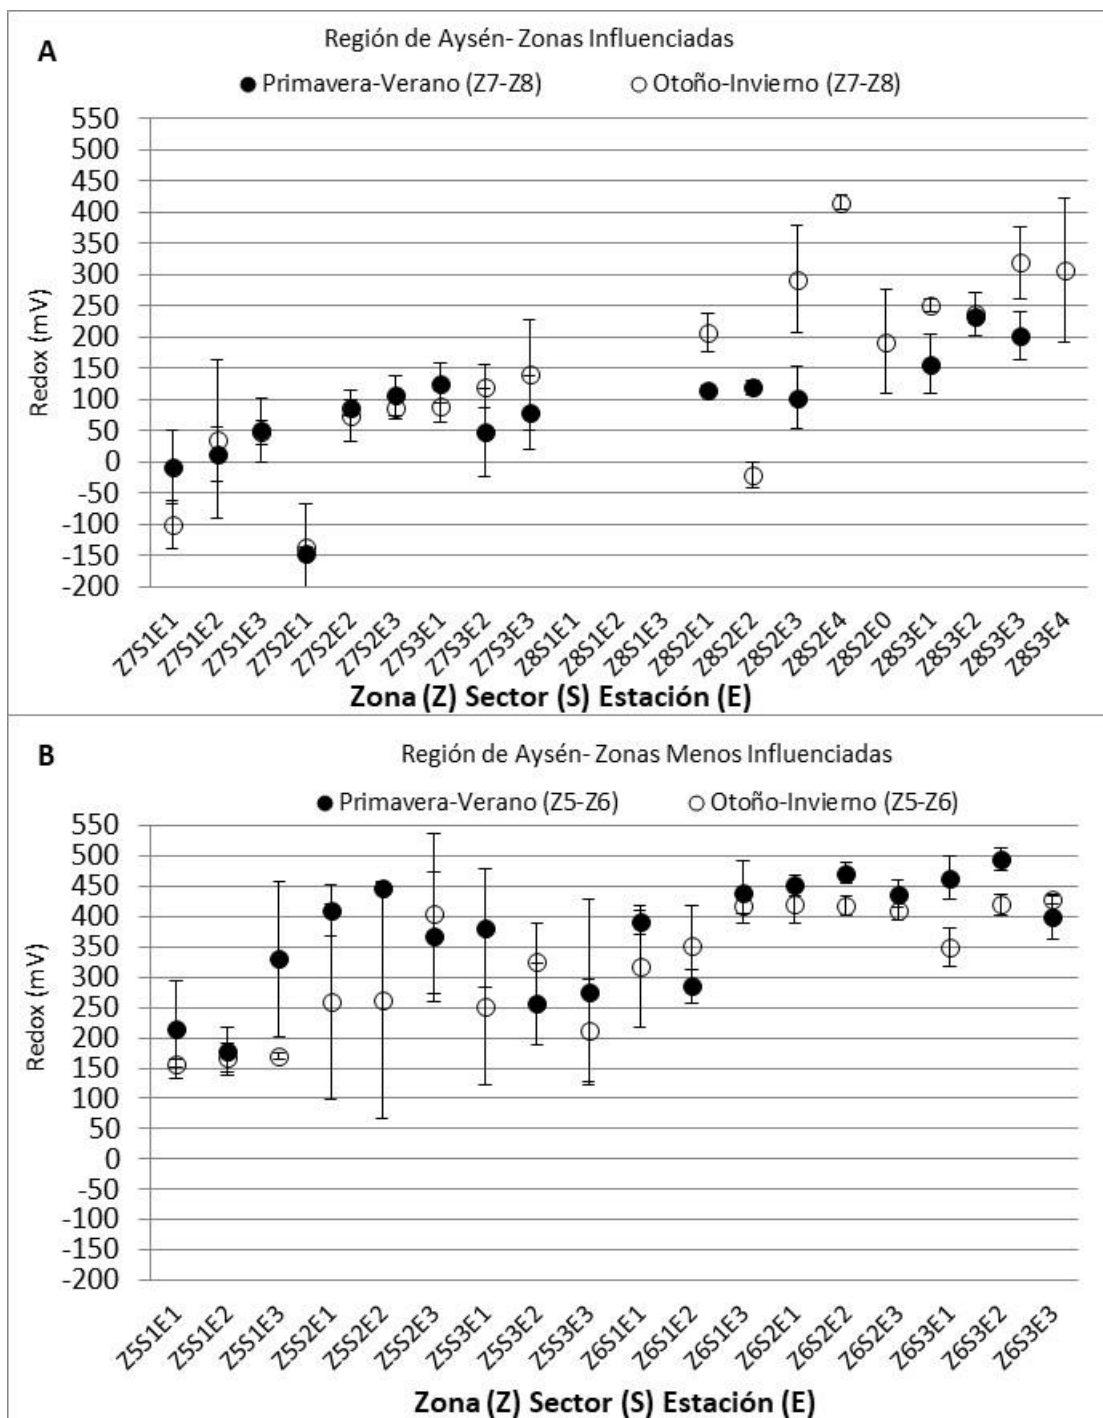 A
Región de Aysén- Zonas Influenciadas
Primavera-Verano (Z7-Z8) Otoño-Invierno (Z7-Z8)
550
500
450
400
350
300
250
200
150
100
50
0
-50
-100
-150
-200
Redox (mV)
Z7S1E1 Z7S1E2 Z7S1E3 Z7S2E1 Z7S2E2 Z7S2E3 Z7S3E1 Z7S3E2 Z7S3E3 Z8S1E1 Z8S1E2 Z8S1E3 Z8S2E1 Z8S2E2 Z8S2E3 Z8S2E4 Z8S2E0 Z8S3E1 Z8S3E2 Z8S3E3 Z8S3E4
Zona (Z) Sector (S) Estación (E)
B
Región de Aysén- Zonas Menos Influenciadas
Primavera-Verano (Z5-Z6) Otoño-Invierno (Z5-Z6)
550
500
450
400
350
300
250
200
150
100
50
0
-50
-100
-150
-200
Redox (mV)
Z5S1E1 Z5S1E2 Z5S1E3 Z5S2E1 Z5S2E2 Z5S2E3 Z5S3E1 Z5S3E2 Z5S3E3 Z6S1E1 Z6S1E2 Z6S1E3 Z6S2E1 Z6S2E2 Z6S2E3 Z6S3E1 Z6S3E2 Z6S3E3
Zona (Z) Sector (S) Estación (E)